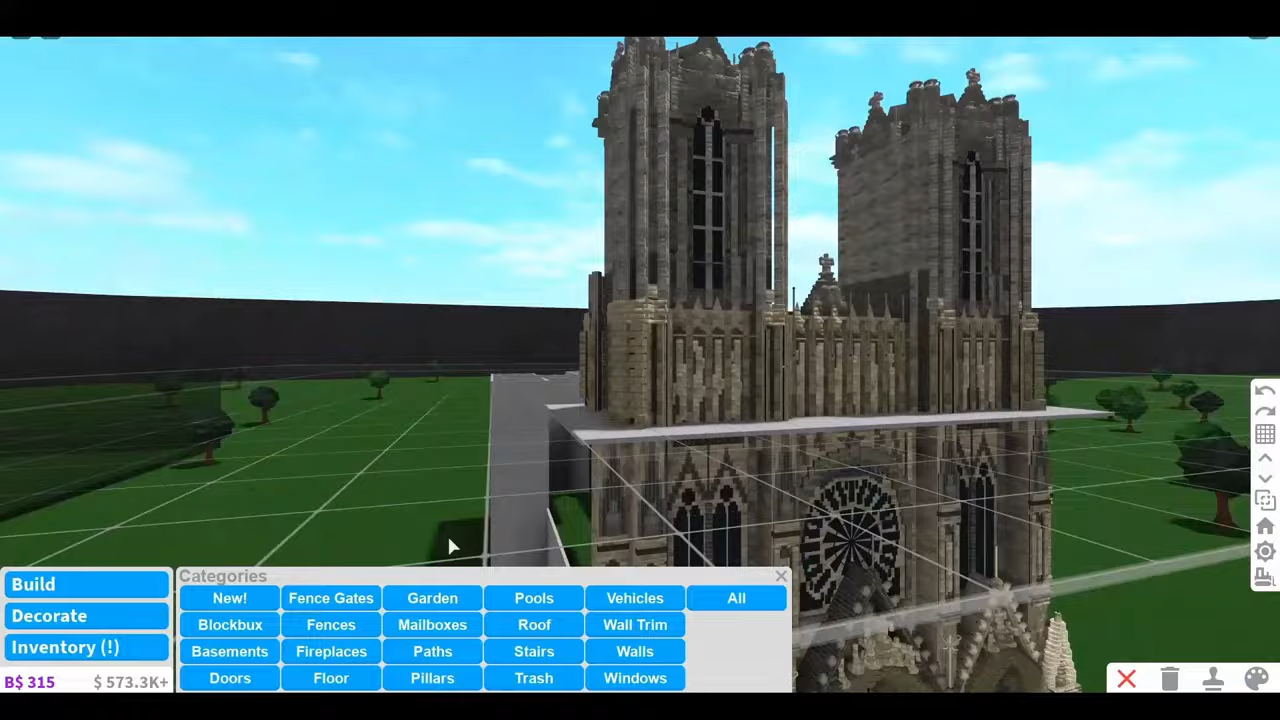 Build
Decorate
Inventory (!)
B$ 315 $ 573.3K+
Categories
New! Fence Gates Garden Pools Vehicles All
Blockbux Fences Mailboxes Roof Wall Trim
Basements Fireplaces Paths Stairs Walls
Doors Floor Pillars Trash Windows